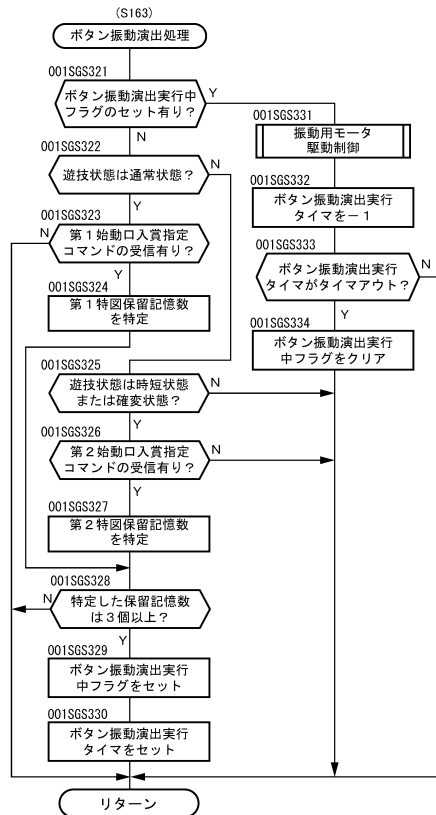 (S163)
ボタン振動演出処理
001SGS321
ボタン振動演出実行中
フラグのセット有り？
Y
N
001SGS322
遊技状態は通常状態？
N
Y
001SGS323
第１始動口入賞指定
コマンドの受信有り？
N
Y
001SGS324
第１特図保留記憶数
を特定
001SGS325
遊技状態は時短状態
または確変状態？
N
Y
001SGS326
第２始動口入賞指定
コマンドの受信有り？
N
Y
001SGS327
第２特図保留記憶数
を特定
001SGS328
特定した保留記憶数
は３個以上？
N
Y
001SGS329
ボタン振動演出実行
中フラグをセット
001SGS330
ボタン振動演出実行
タイマをセット
リターン
001SGS331
振動用モータ
駆動制御
001SGS332
ボタン振動演出実行
タイマを－１
001SGS333
ボタン振動演出実行
タイマがタイマアウト？
N
Y
001SGS334
ボタン振動演出実行
中フラグをクリア